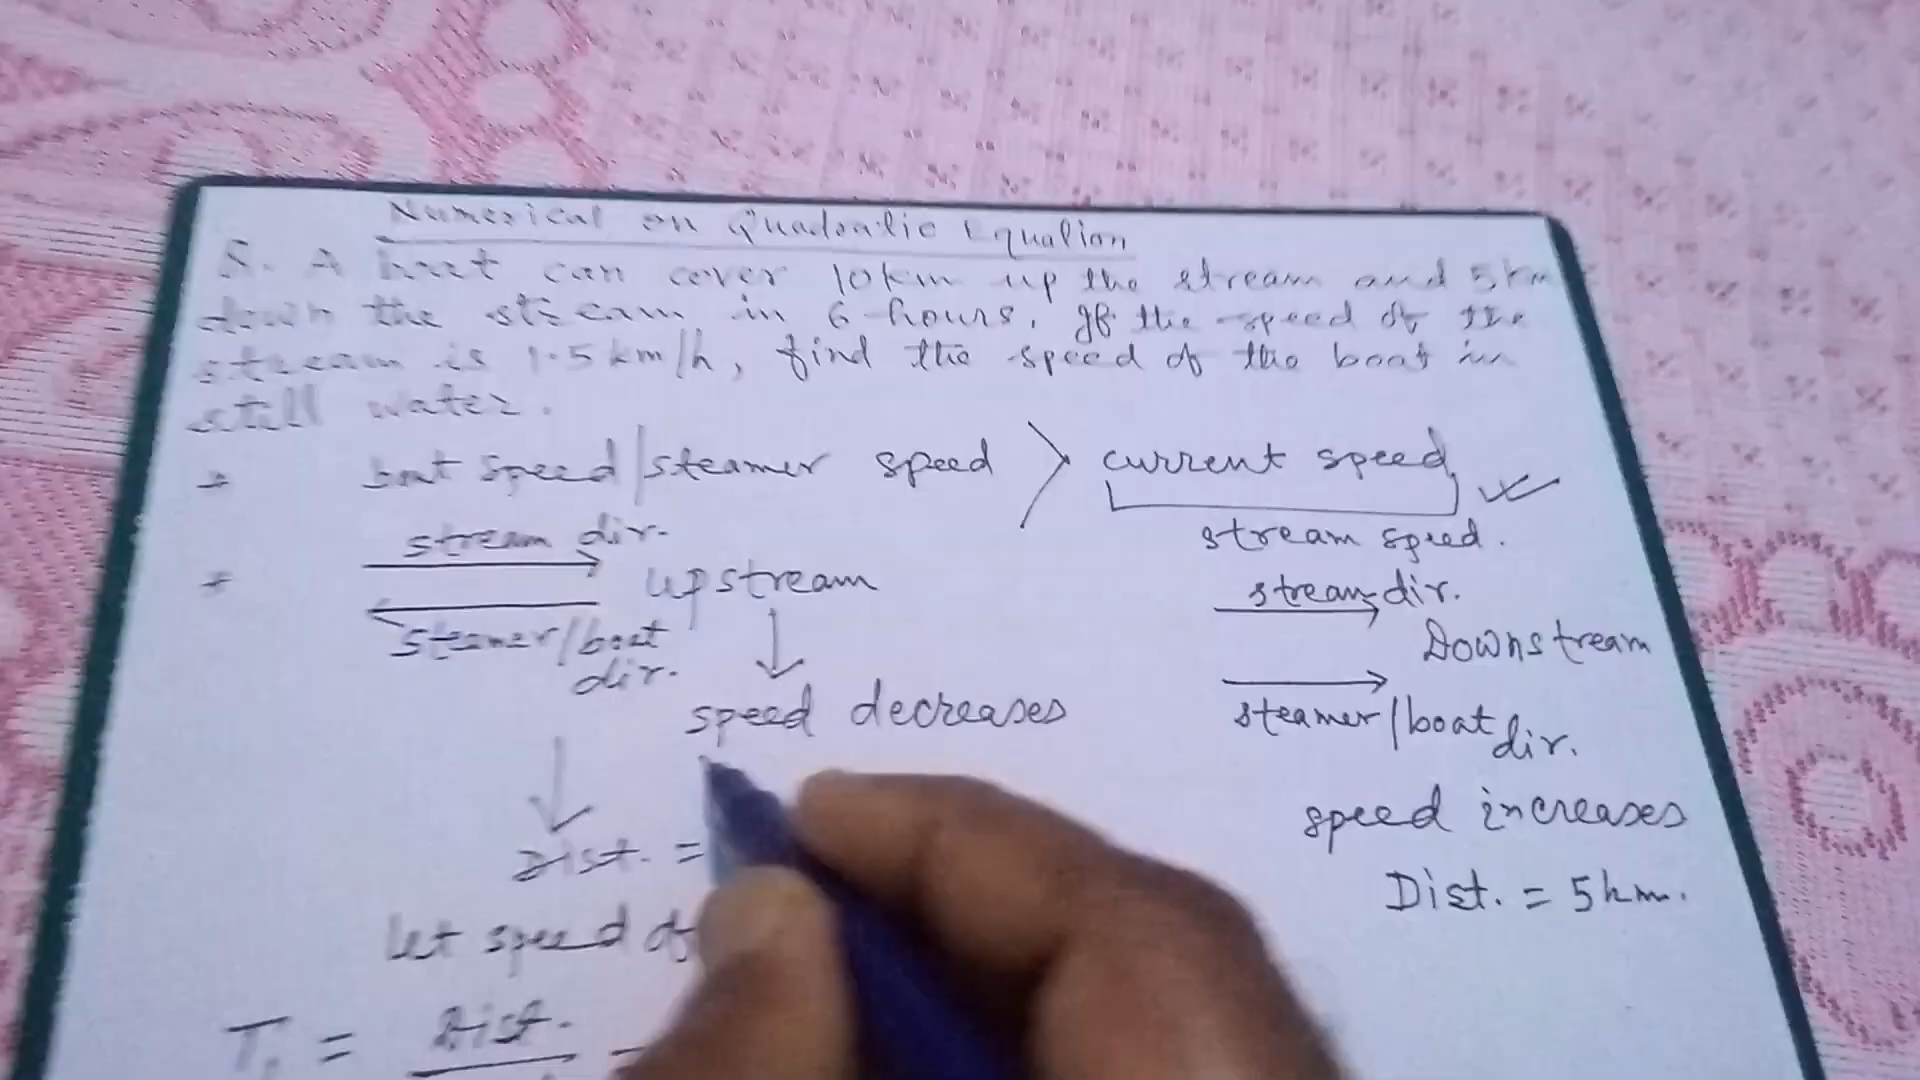 Numerical on Quadratic Equation
5. A boat can cover 10km up the stream and 5km
down the stream in 6 hours. If the speed of the
stream is 1.5 km/h, find the speed of the boat in
still water.
boat speed/steamer speed > current speed
stream speed.
stream dir.
upstream
steamer/boat
dir.
speed decreases
stream dir.
Downstream
steamer/boat dir.
speed increases
Dist. =
Dist. = 5km.
Let speed of
T1 = Dist.